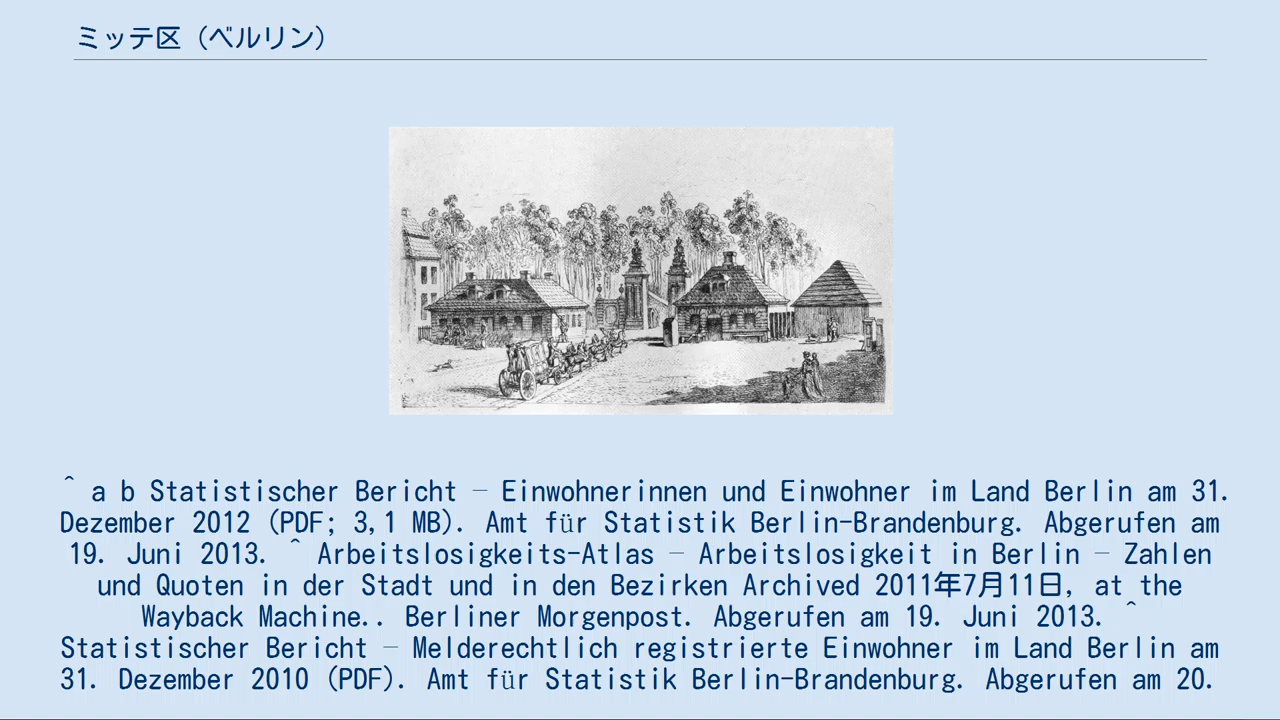 ミッテ区（ベルリン）
^ a b Statistischer Bericht – Einwohnerinnen und Einwohner im Land Berlin am 31.
Dezember 2012 (PDF; 3,1 MB). Amt für Statistik Berlin-Brandenburg. Abgerufen am
19. Juni 2013. ^ Arbeitslosigkeits-Atlas – Arbeitslosigkeit in Berlin – Zahlen
und Quoten in der Stadt und in den Bezirken Archived 2011年7月11日, at the
Wayback Machine.. Berliner Morgenpost. Abgerufen am 19. Juni 2013. ^
Statistischer Bericht – Melderechtlich registrierte Einwohner im Land Berlin am
31. Dezember 2010 (PDF). Amt für Statistik Berlin-Brandenburg. Abgerufen am 20.